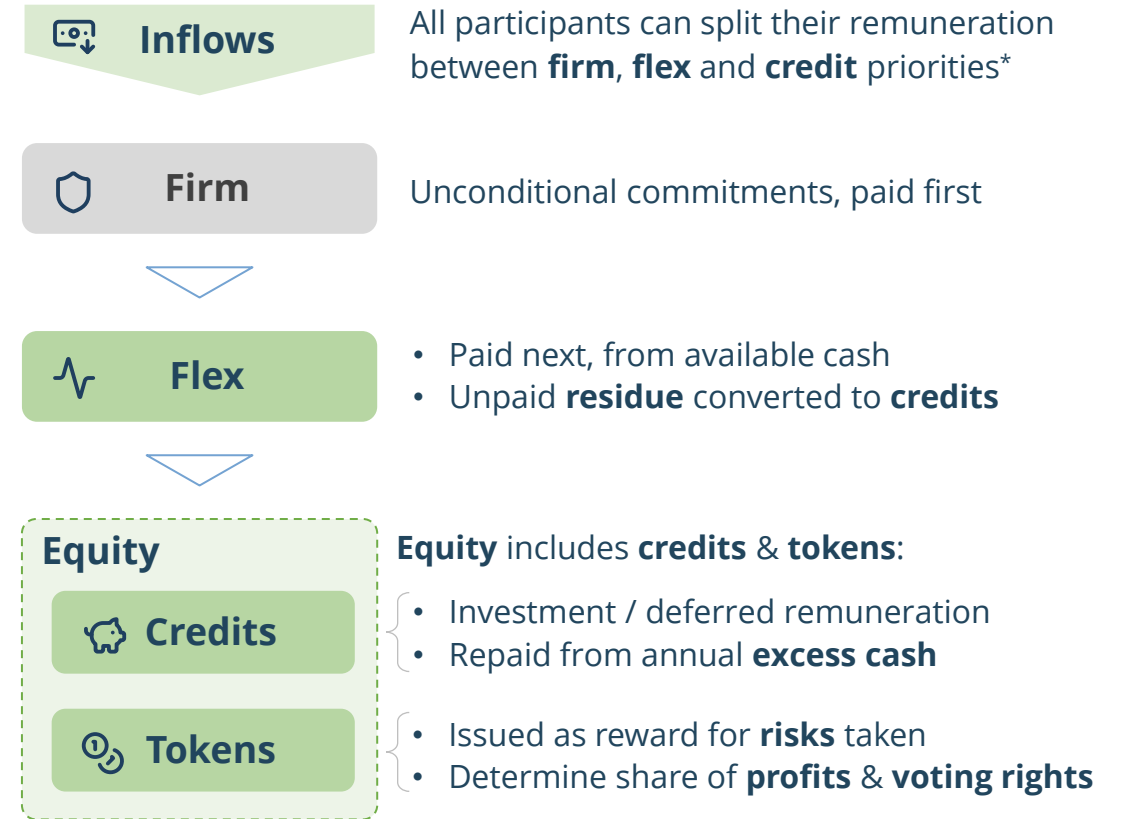 Inflows
All participants can split their remuneration
between firm, flex and credit priorities*
Firm
Unconditional commitments, paid first
Flex
• Paid next, from available cash
• Unpaid residue converted to credits
Equity
Equity includes credits & tokens:
Credits
• Investment / deferred remuneration
• Repaid from annual excess cash
Tokens
• Issued as reward for risks taken
• Determine share of profits & voting rights